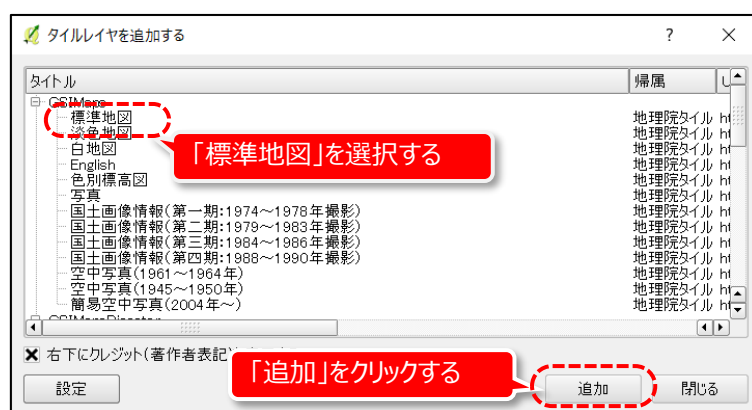 タイルレイヤを追加する
タイトル 帰属
GSIMaps
標準地図 地理院タイル
淡色地図 地理院タイル
白地図 地理院タイル
English 地理院タイル
色別標高図 地理院タイル
写真 地理院タイル
国土画像情報(第一期:1974～1978年撮影) 地理院タイル
国土画像情報(第二期:1979～1983年撮影) 地理院タイル
国土画像情報(第三期:1984～1986年撮影) 地理院タイル
国土画像情報(第四期:1988～1990年撮影) 地理院タイル
空中写真(1961～1964年) 地理院タイル
空中写真(1945～1950年) 地理院タイル
簡易空中写真(2004年～) 地理院タイル
「標準地図」を選択する
右下にクレジット(著作者表記)
「追加」をクリックする
設定 追加 閉じる